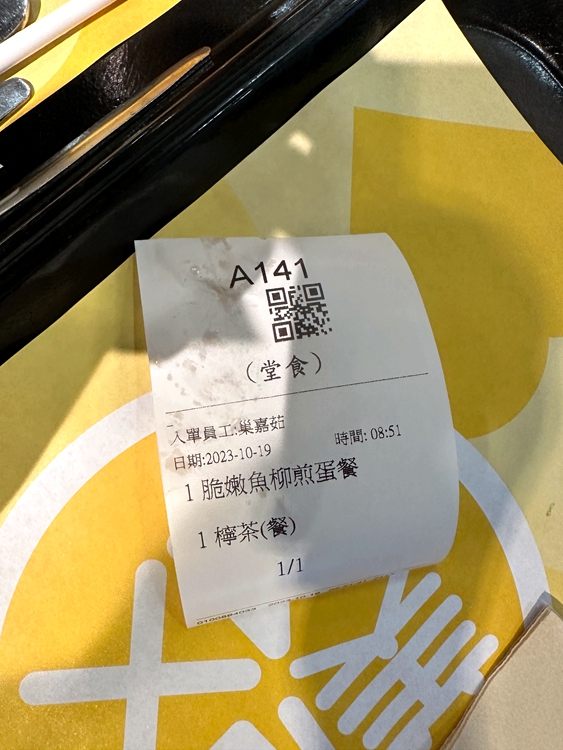 A141
（堂食）
入單員工:巢嘉茹
日期:2023-10-19
時間: 08:51
1 脆嫩魚柳煎蛋餐
1 檸茶(餐)
1/1